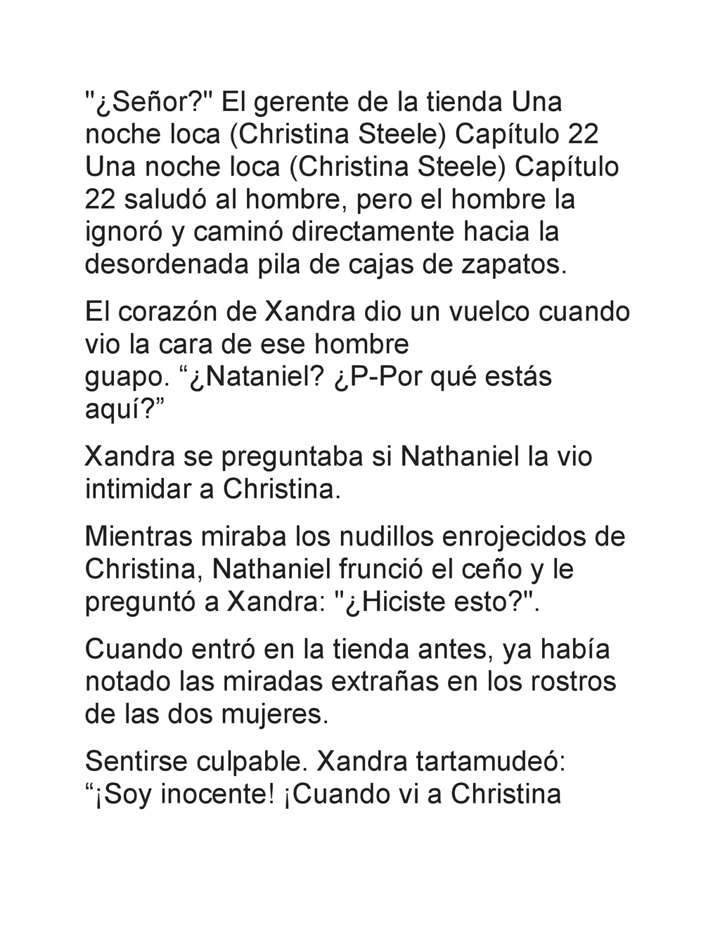 "¿Señor?" El gerente de la tienda Una
noche loca (Christina Steele) Capítulo 22
Una noche loca (Christina Steele) Capítulo
22 saludó al hombre, pero el hombre la
ignoró y caminó directamente hacia la
desordenada pila de cajas de zapatos.
El corazón de Xandra dio un vuelco cuando
vio la cara de ese hombre
guapo. “¿Nataniel? ¿P-Por qué estás
aquí?”
Xandra se preguntaba si Nathaniel la vio
intimidar a Christina.
Mientras miraba los nudillos enrojecidos de
Christina, Nathaniel frunció el ceño y le
preguntó a Xandra: "¿Hiciste esto?".
Cuando entró en la tienda antes, ya había
notado las miradas extrañas en los rostros
de las dos mujeres.
Sentirse culpable. Xandra tartamudeó:
“¡Soy inocente! ¡Cuando vi a Christina